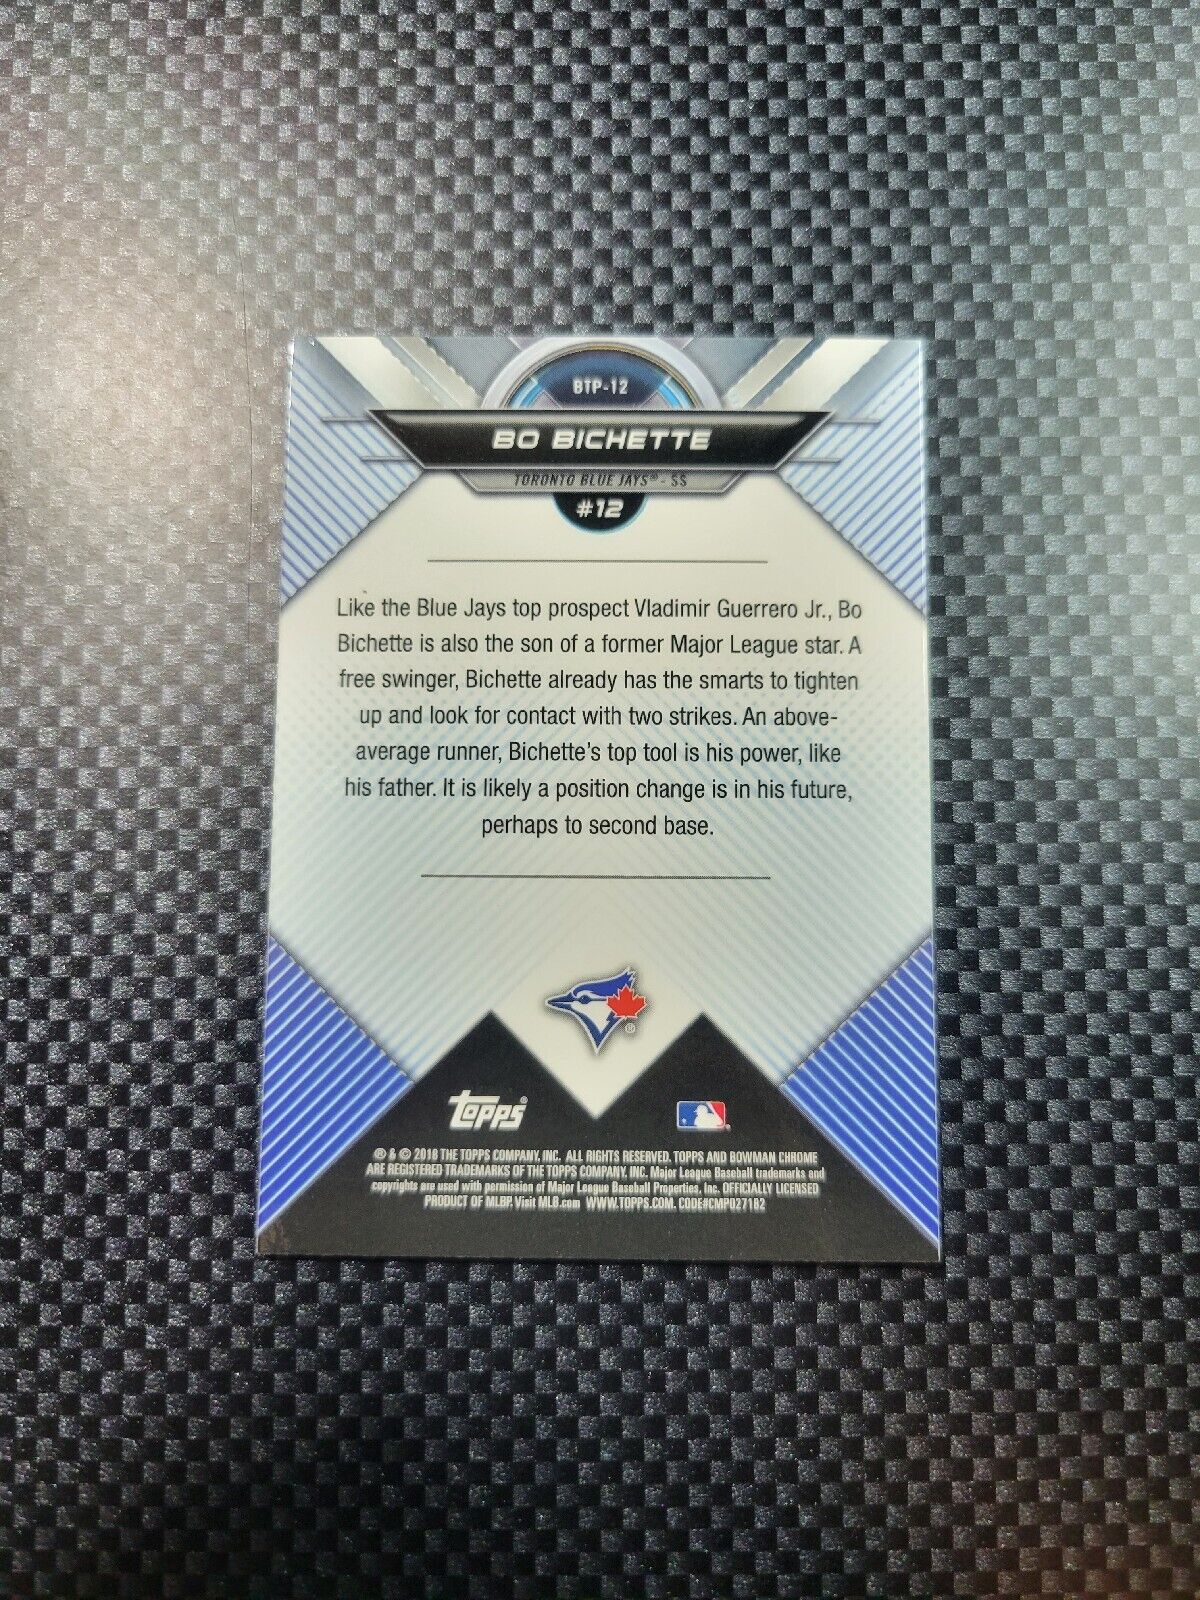 BTP-12
BO BICHETTE
TORONTO BLUE JAYS® - SS
#12
Like the Blue Jays top prospect Vladimir Guerrero Jr., Bo
Bichette is also the son of a former Major League star. A
free swinger, Bichette already has the smarts to tighten
up and look for contact with two strikes. An above-
average runner, Bichette's top tool is his power, like
his father. It is likely a position change is in his future,
perhaps to second base.
®
topps®
® & © 2018 THE TOPPS COMPANY, INC. ALL RIGHTS RESERVED. TOPPS AND BOWMAN CHROME
ARE REGISTERED TRADEMARKS OF THE TOPPS COMPANY, INC. Major League Baseball trademarks and
copyrights are used with permission of Major League Baseball Properties, Inc. OFFICIALLY LICENSED
PRODUCT OF MLBP. Visit MLB.com WWW.TOPPS.COM. CODE#CMP027182